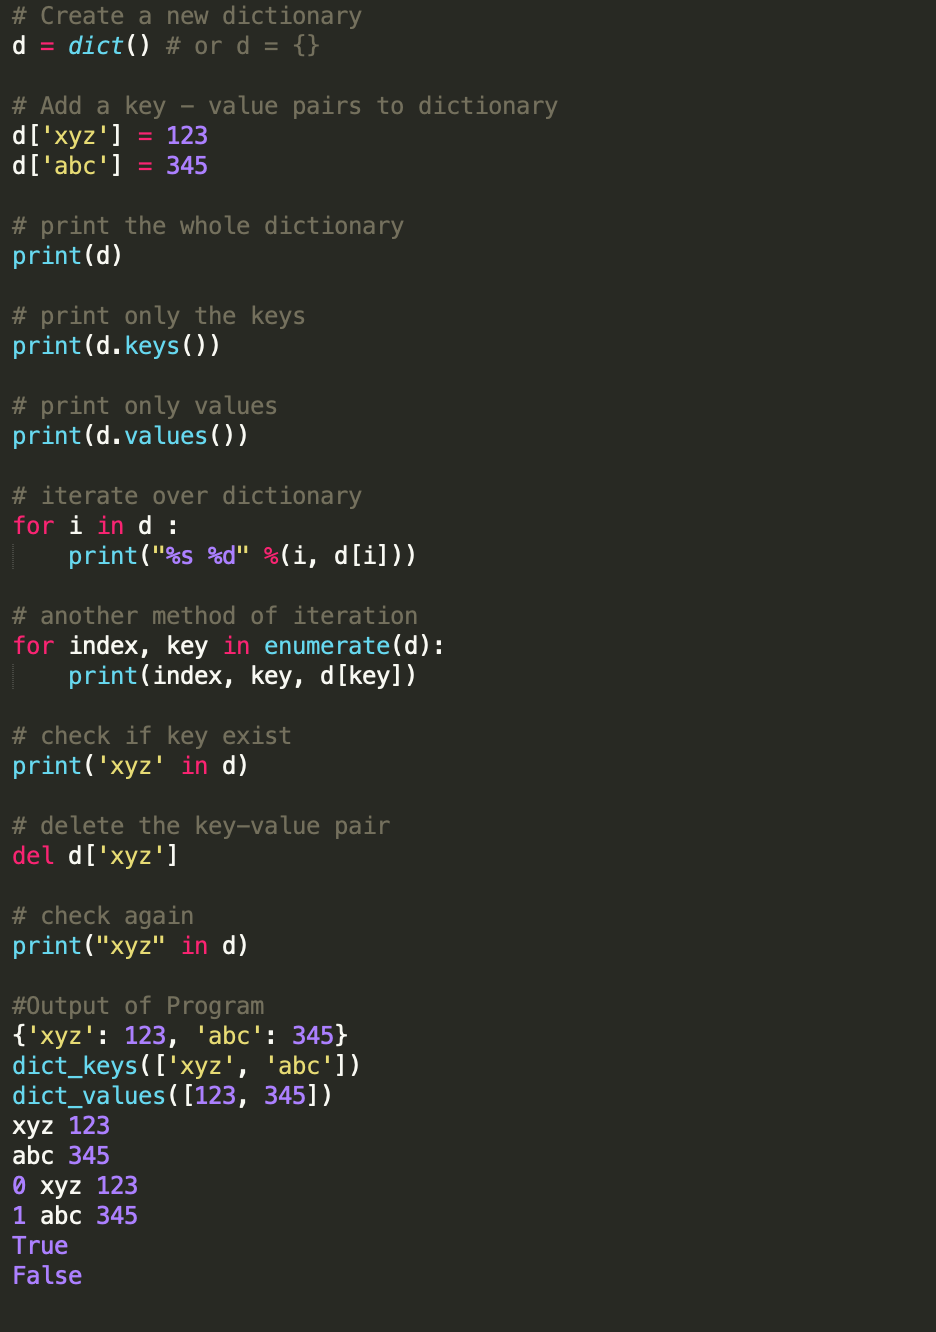 # Create a new dictionary
d = dict() # or d = {}
# Add a key – value pairs to dictionary
d['xyz'] = 123
d['abc'] = 345
# print the whole dictionary
print(d)
# print only the keys
print(d.keys())
# print only values
print(d.values())
# iterate over dictionary
for i in d :
    print("%s %d" %(i, d[i]))
# another method of iteration
for index, key in enumerate(d):
    print(index, key, d[key])
# check if key exist
print('xyz' in d)
# delete the key–value pair
del d['xyz']
# check again
print("xyz" in d)
#Output of Program
{'xyz': 123, 'abc': 345}
dict_keys(['xyz', 'abc'])
dict_values([123, 345])
xyz 123
abc 345
0 xyz 123
1 abc 345
True
False